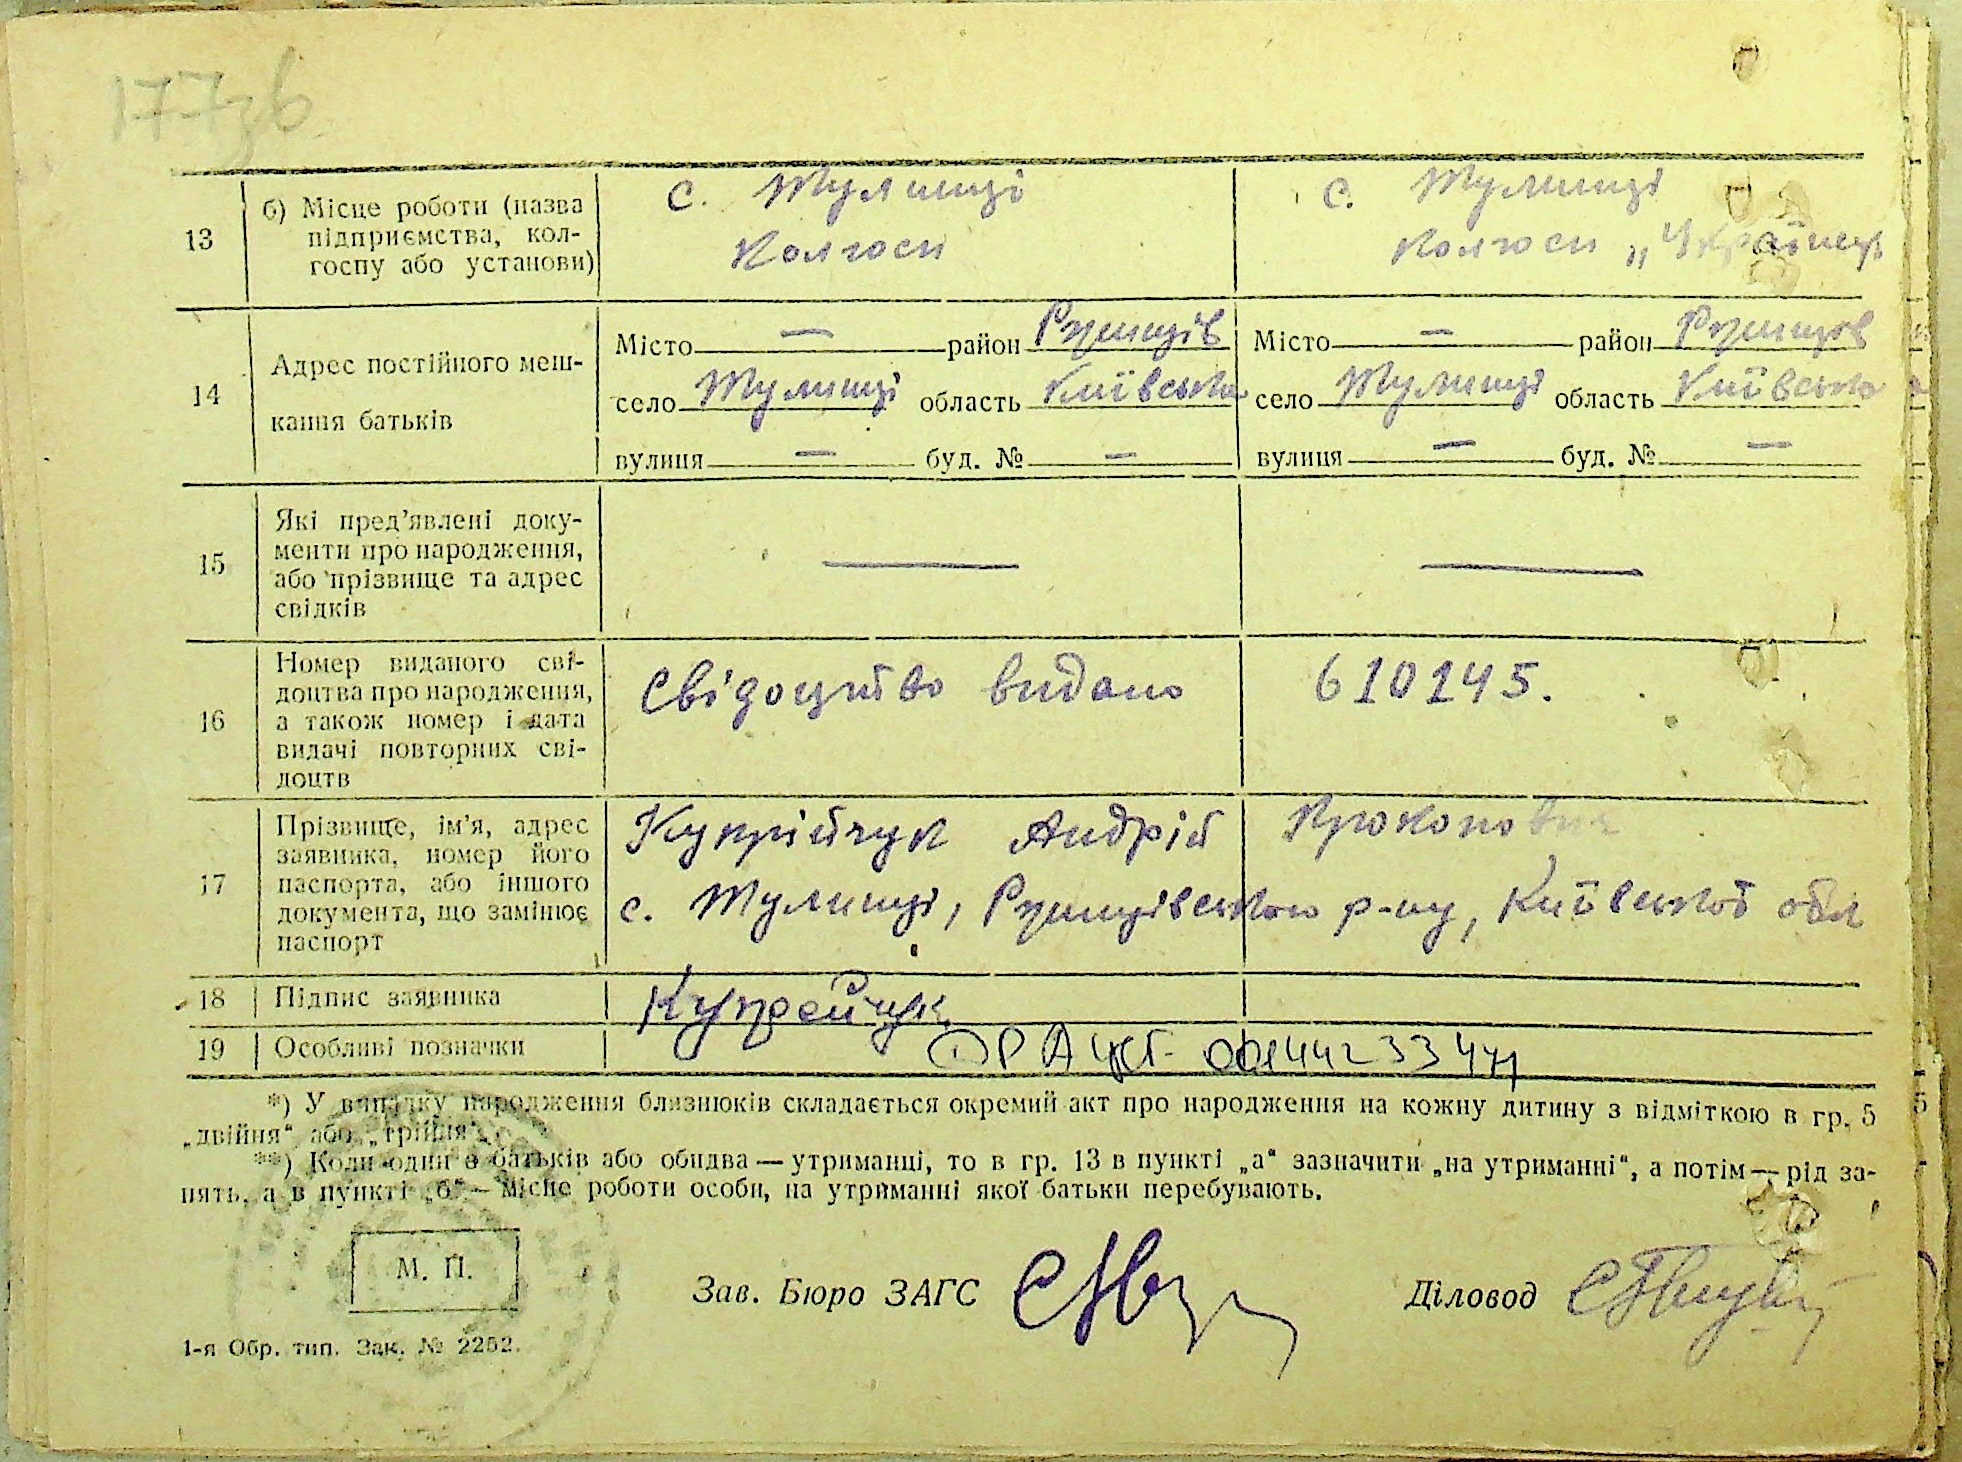 177зв
13 б) Місце роботи (назва підприємства, кол-
госпу або установи)
с. Тулинці
Колгосп
с. Тулинці
Колгосп „Українець
14 Адрес постійного меш-
кання батьків
Місто — район Ржищів
село Тулинці область Київська
вулиця — буд. № —
Місто — район Ржищів
село Тулинці область Київська
вулиця — буд. № —
15 Які пред’явлені доку-
менти про народження,
або прізвище та адрес
свідків
— —
16 Номер виданого сві-
доцтва про народження,
а також номер і дата
видачі повторних сві-
доцтв
Свідоцтво видано 610145.
17 Прізвище, ім’я, адрес
заявника, номер його
паспорта, або іншого
документа, що замінює
паспорт
Купрійчук Андрій Прокопович
с. Тулинці, Ржищівського р-ну, Київської обл
18 Підпис заявника Купрейчук
19 Особливі позначки
*) У випадку народження близнюків складається окремий акт про народження на кожну дитину з відміткою в гр. 5
„двійня“ або „трійня“.
**) Коли один з батьків або обидва — утриманці, то в гр. 13 в пункті „а“ зазначити „на утриманні“, а потім — рід за-
нять, а в пункті „б“ — місце роботи особи, на утриманні якої батьки перебувають.
М. П.
Зав. Бюро ЗАГС
Діловод
1-я Обр. тип. Зак. № 2252.